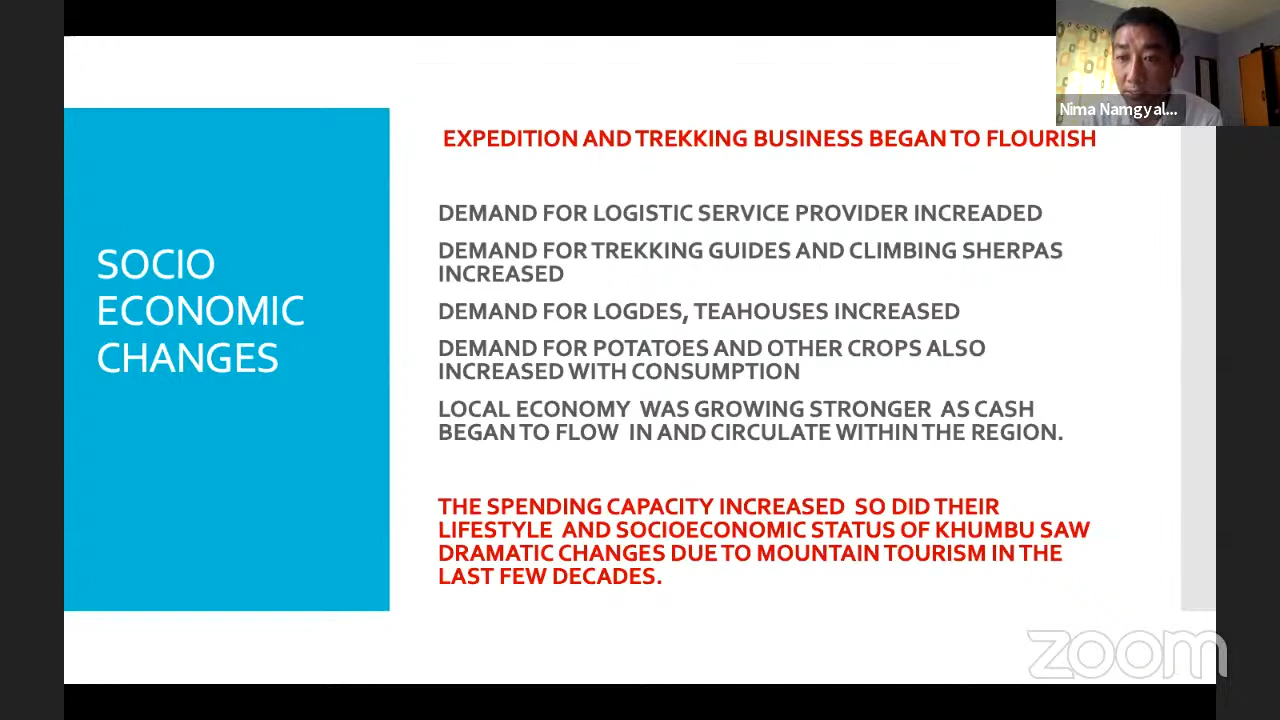 Nima Namgyal...
EXPEDITION AND TREKKING BUSINESS BEGAN TO FLOURISH
SOCIO
ECONOMIC
CHANGES
DEMAND FOR LOGISTIC SERVICE PROVIDER INCREADED
DEMAND FOR TREKKING GUIDES AND CLIMBING SHERPAS
INCREASED
DEMAND FOR LOGDES, TEAHOUSES INCREASED
DEMAND FOR POTATOES AND OTHER CROPS ALSO
INCREASED WITH CONSUMPTION
LOCAL ECONOMY WAS GROWING STRONGER AS CASH
BEGAN TO FLOW IN AND CIRCULATE WITHIN THE REGION.
THE SPENDING CAPACITY INCREASED SO DID THEIR
LIFESTYLE AND SOCIOECONOMIC STATUS OF KHUMBU SAW
DRAMATIC CHANGES DUE TO MOUNTAIN TOURISM IN THE
LAST FEW DECADES.
zoom